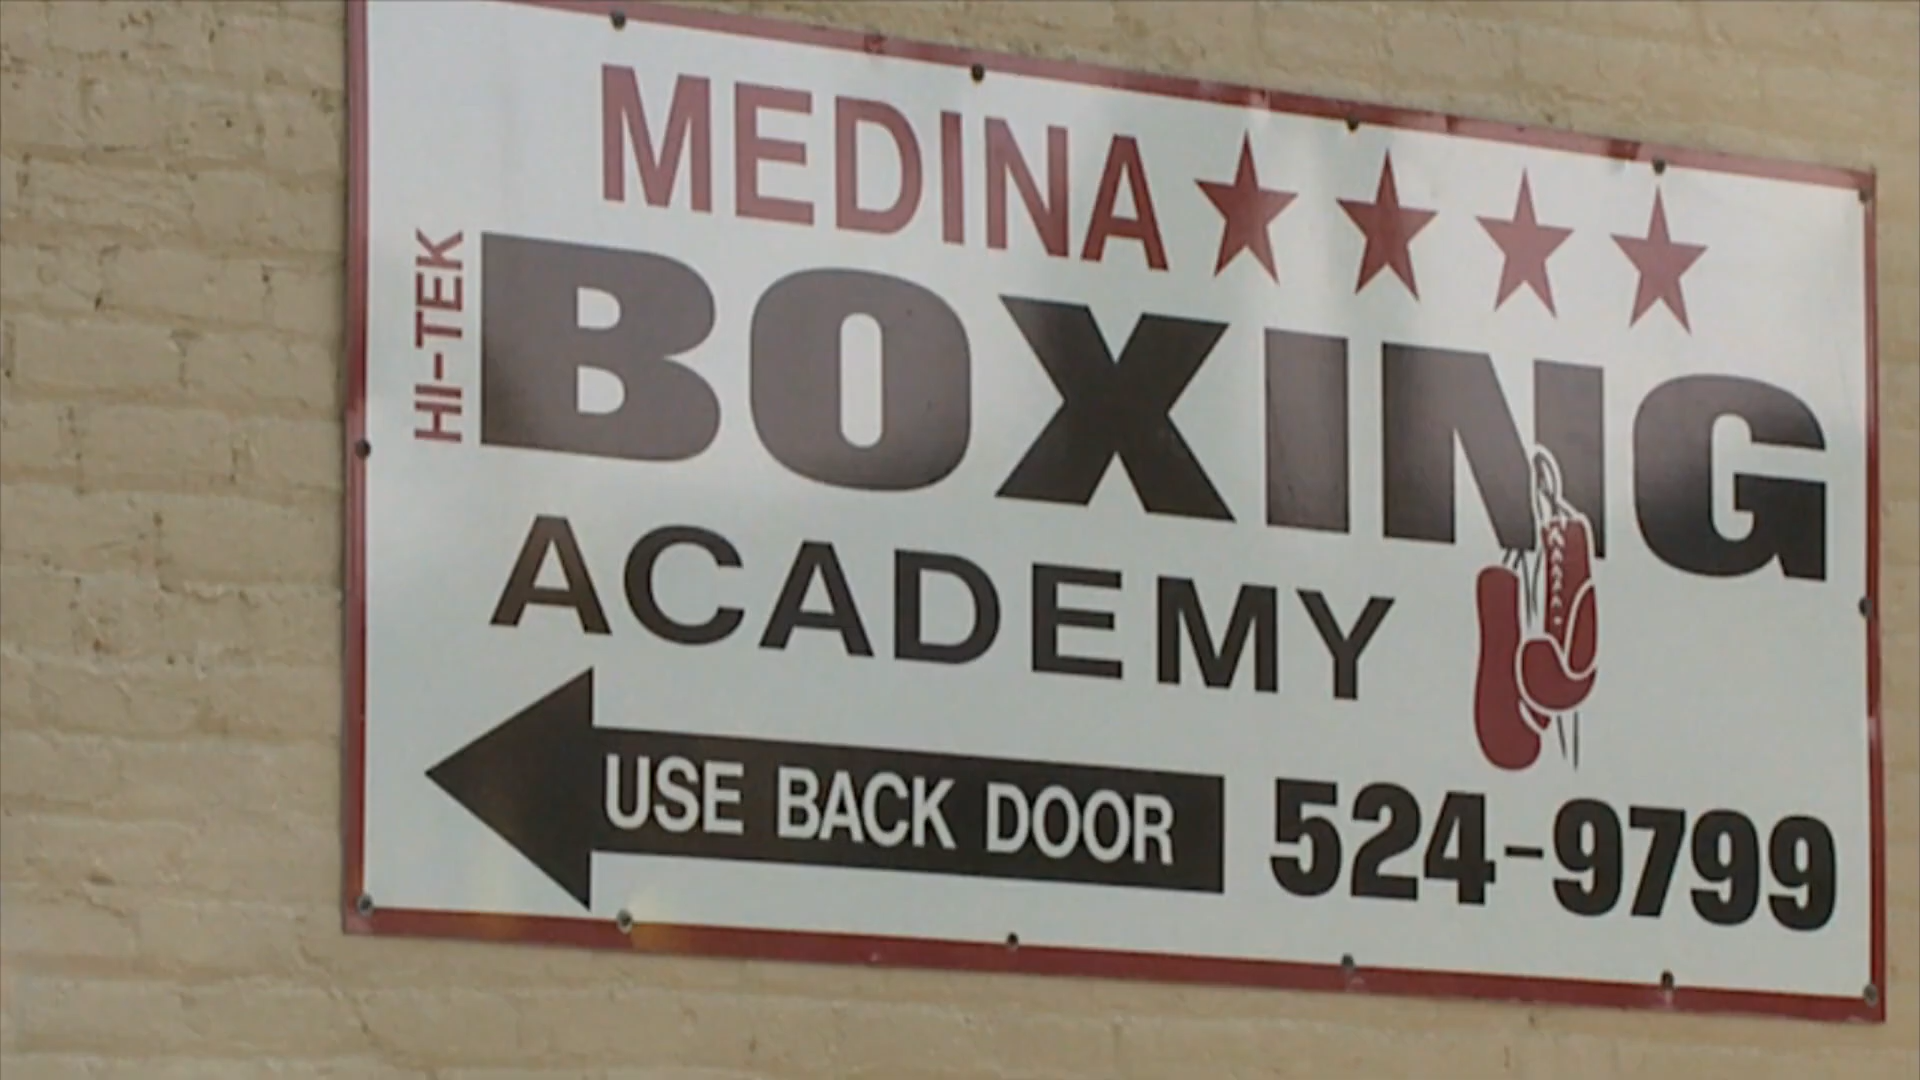 MEDINA
HI-TEK
BOXING
ACADEMY
USE BACK DOOR
524-9799